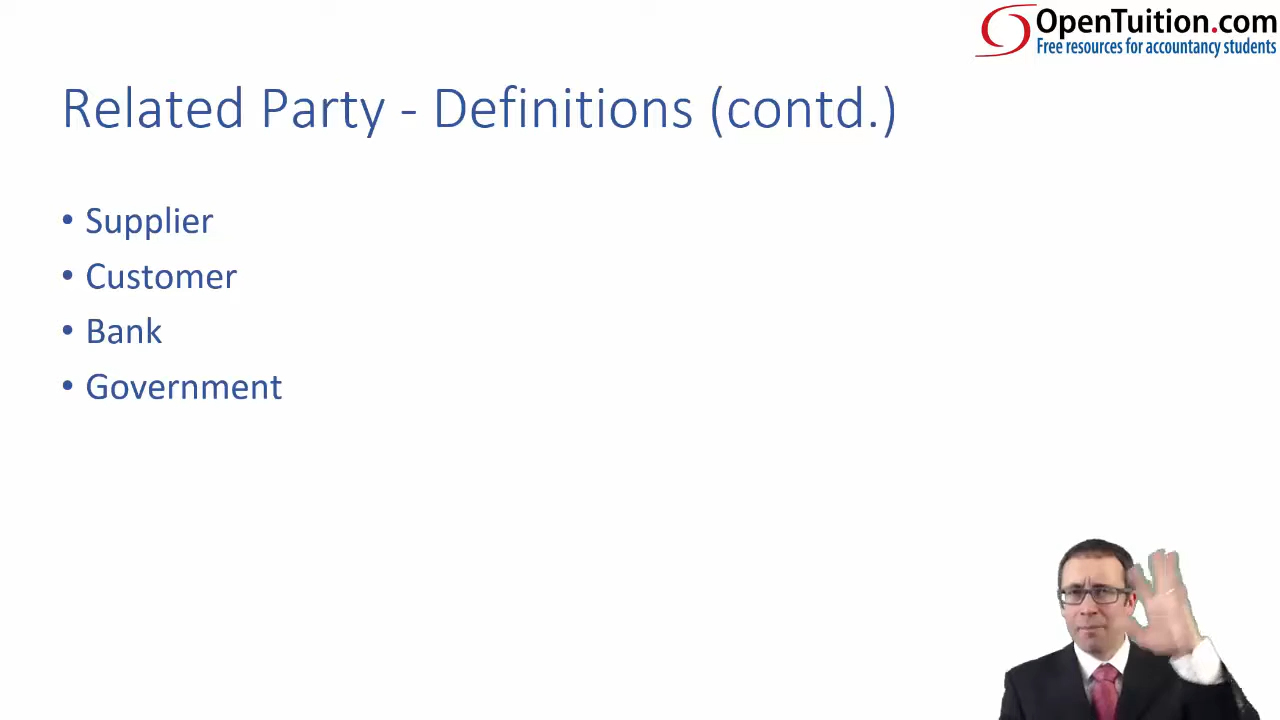 OpenTuition.com
Free resources for accountancy students
Related Party - Definitions (contd.)
• Supplier
• Customer
• Bank
• Government